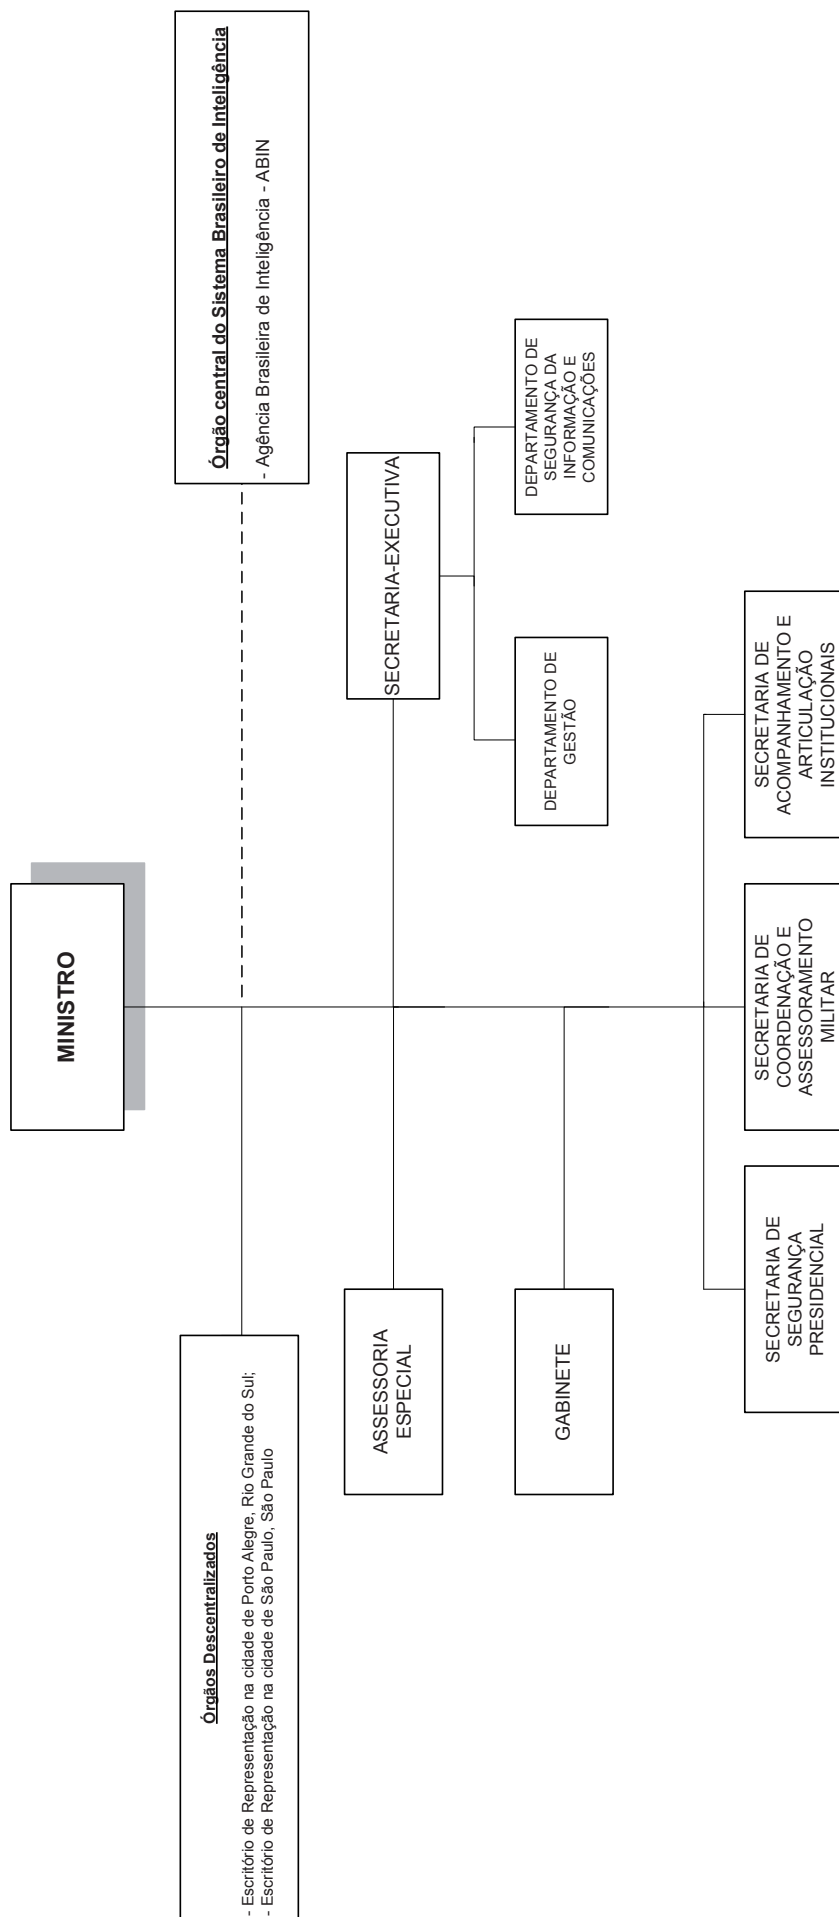 MINISTRO
Órgão central do Sistema Brasileiro de Inteligência
- Agência Brasileira de Inteligência - ABIN
Órgãos Descentralizados
- Escritório de Representação na cidade de Porto Alegre, Rio Grande do Sul;
- Escritório de Representação na cidade de São Paulo, São Paulo
ASSESSORIA
ESPECIAL
SECRETARIA-EXECUTIVA
GABINETE
DEPARTAMENTO DE
GESTÃO
DEPARTAMENTO DE
SEGURANÇA DA
INFORMAÇÃO E
COMUNICAÇÕES
SECRETARIA DE
SEGURANÇA
PRESIDENCIAL
SECRETARIA DE
COORDENAÇÃO E
ASSESSORAMENTO
MILITAR
SECRETARIA DE
ACOMPANHAMENTO E
ARTICULAÇÃO
INSTITUCIONAIS